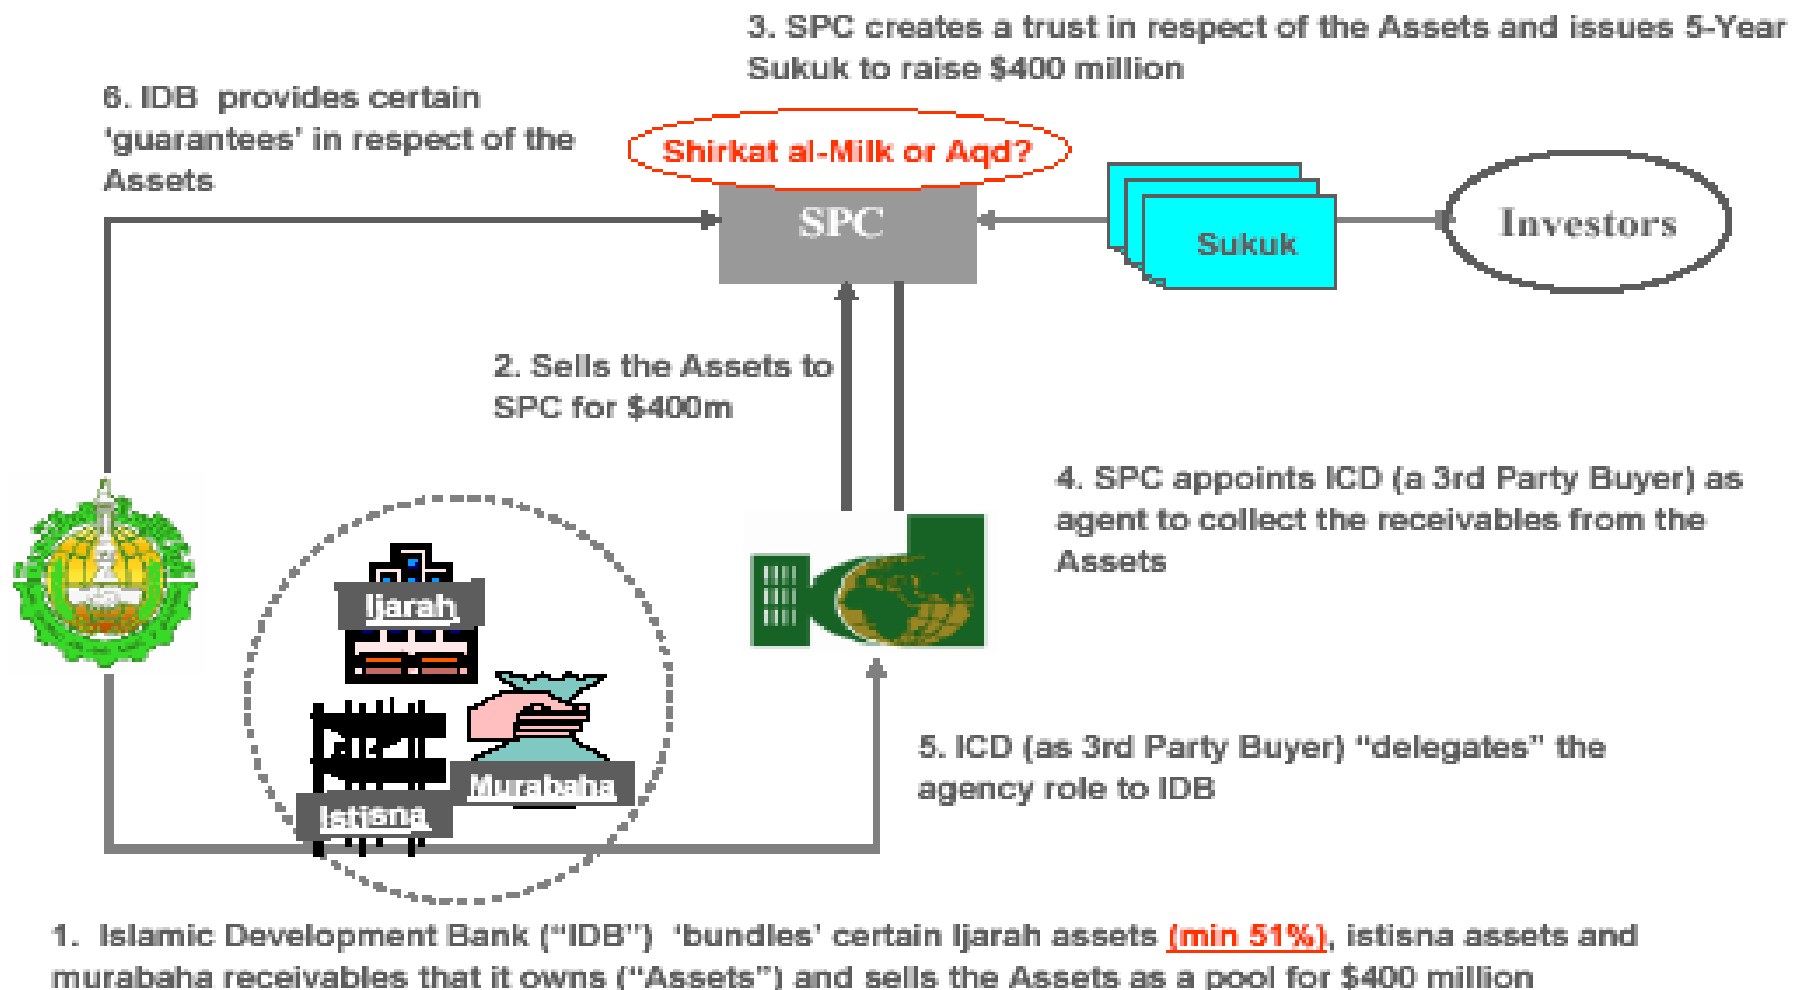 3. SPC creates a trust in respect of the Assets and issues 5-Year
Sukuk to raise $400 million
6. IDB provides certain
‘guarantees’ in respect of the
Assets
Shirkat al-Milk or Aqd?
SPC
Sukuk
Investors
2. Sells the Assets to
SPC for $400m
4. SPC appoints ICD (a 3rd Party Buyer) as
agent to collect the receivables from the
Assets
Ijarah
Murabaha
Istisna
5. ICD (as 3rd Party Buyer) “delegates” the
agency role to IDB
1. Islamic Development Bank (“IDB”) ‘bundles’ certain Ijarah assets (min 51%), istisna assets and
murabaha receivables that it owns (“Assets”) and sells the Assets as a pool for $400 million